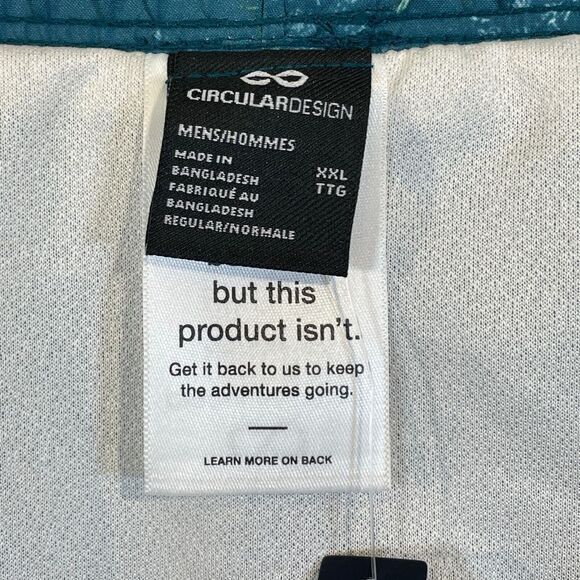 CIRCULARDESIGN
MENS/HOMMES
MADE IN
BANGLADESH
FABRIQUÉ AU
BANGLADESH
REGULAR/NORMALE
XXL
TTG
but this
product isn't.
Get it back to us to keep
the adventures going.
LEARN MORE ON BACK